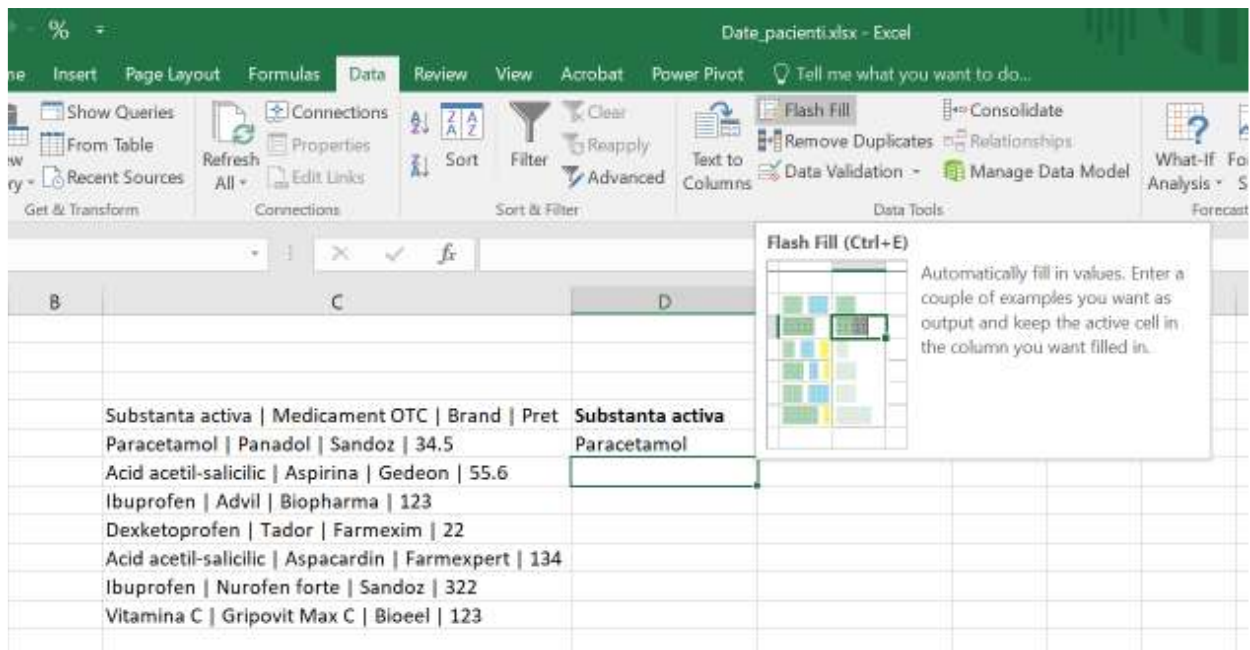 %
Date_pacienti.xlsx - Excel
Insert Page Layout Formulas Data Review View Acrobat Power Pivot Tell me what you want to do...
Show Queries
From Table
Recent Sources
Get & Transform
Refresh All
Connections
Properties
Edit Links
Connections
Sort
Filter
Clear
Reapply
Advanced
Sort & Filter
Text to Columns
Flash Fill
Remove Duplicates
Data Validation
Consolidate
Relationships
Manage Data Model
Data Tools
What-If Analysis
Forecast
fx
Flash Fill (Ctrl+E)
Automatically fill in values. Enter a
couple of examples you want as
output and keep the active cell in
the column you want filled in.
B C D
Substanta activa | Medicament OTC | Brand | Pret Substanta activa
Paracetamol | Panadol | Sandoz | 34.5 Paracetamol
Acid acetil-salicilic | Aspirina | Gedeon | 55.6
Ibuprofen | Advil | Biopharma | 123
Dexketoprofen | Tador | Farmexim | 22
Acid acetil-salicilic | Aspacardin | Farmexpert | 134
Ibuprofen | Nurofen forte | Sandoz | 322
Vitamina C | Gripovit Max C | Bioeel | 123